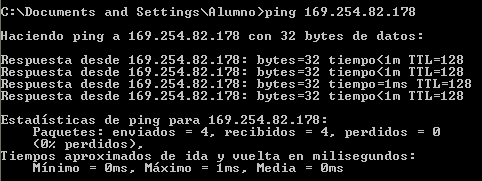 C:\Documents and Settings\Alumno>ping 169.254.82.178
Haciendo ping a 169.254.82.178 con 32 bytes de datos:
Respuesta desde 169.254.82.178: bytes=32 tiempo<1m TTL=128
Respuesta desde 169.254.82.178: bytes=32 tiempo<1m TTL=128
Respuesta desde 169.254.82.178: bytes=32 tiempo=1ms TTL=128
Respuesta desde 169.254.82.178: bytes=32 tiempo<1m TTL=128
Estadísticas de ping para 169.254.82.178:
Paquetes: enviados = 4, recibidos = 4, perdidos = 0
(0% perdidos),
Tiempos aproximados de ida y vuelta en milisegundos:
Mínimo = 0ms, Máximo = 1ms, Media = 0ms